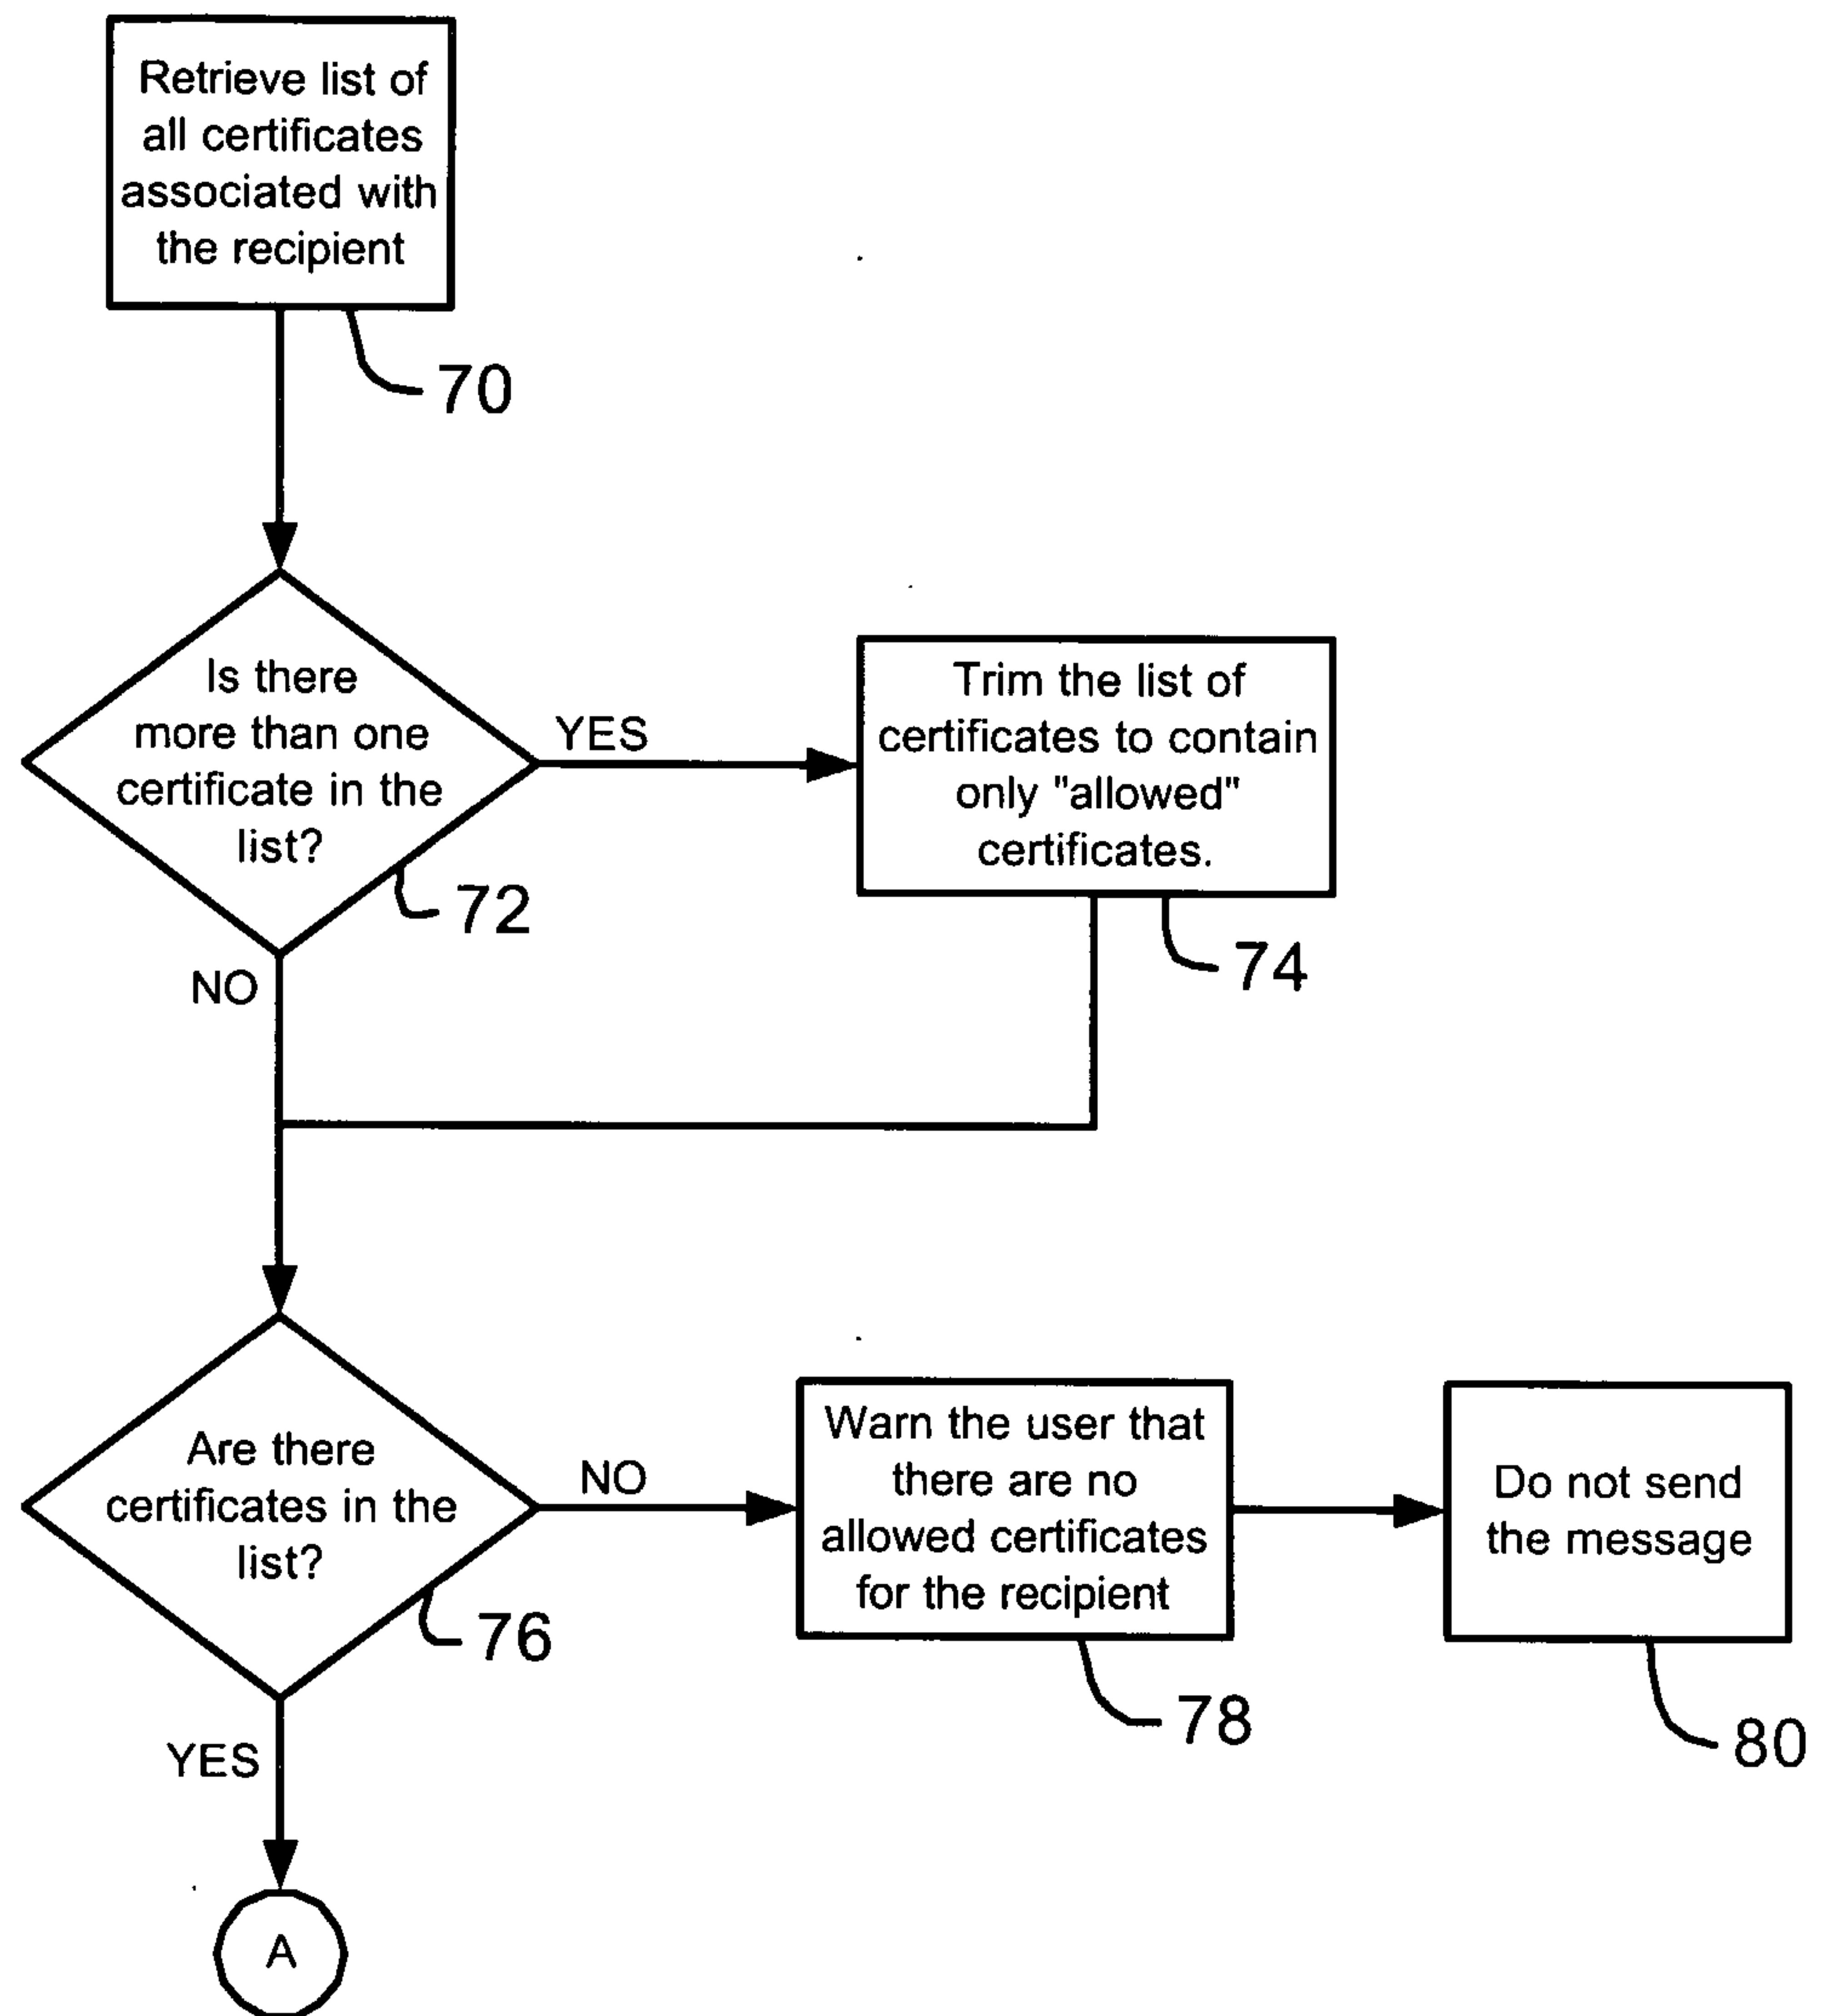 Retrieve list of
all certificates
associated with
the recipient
70
Is there
more than one
certificate in the
list?
YES
72
NO
Trim the list of
certificates to contain
only "allowed"
certificates.
74
Are there
certificates in the
list?
NO
76
YES
Warn the user that
there are no
allowed certificates
for the recipient
78
Do not send
the message
80
A